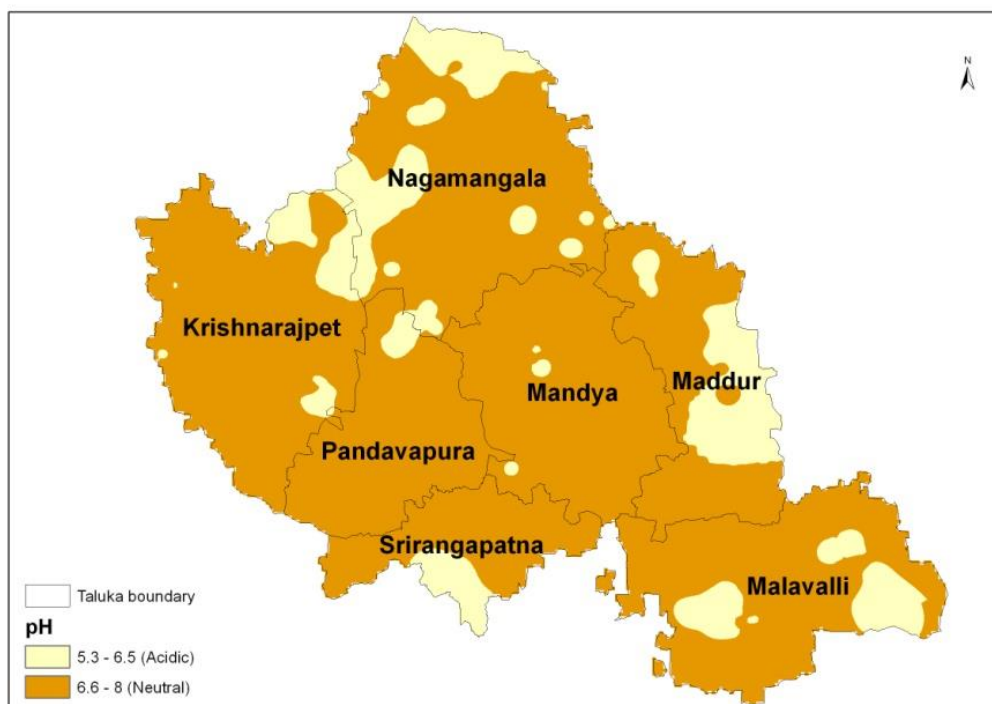 N
Nagamangala
Krishnarajpet
Maddur
Mandya
Pandavapura
Srirangapatna
Malavalli
Taluka boundary
pH
5.3 - 6.5 (Acidic)
6.6 - 8 (Neutral)